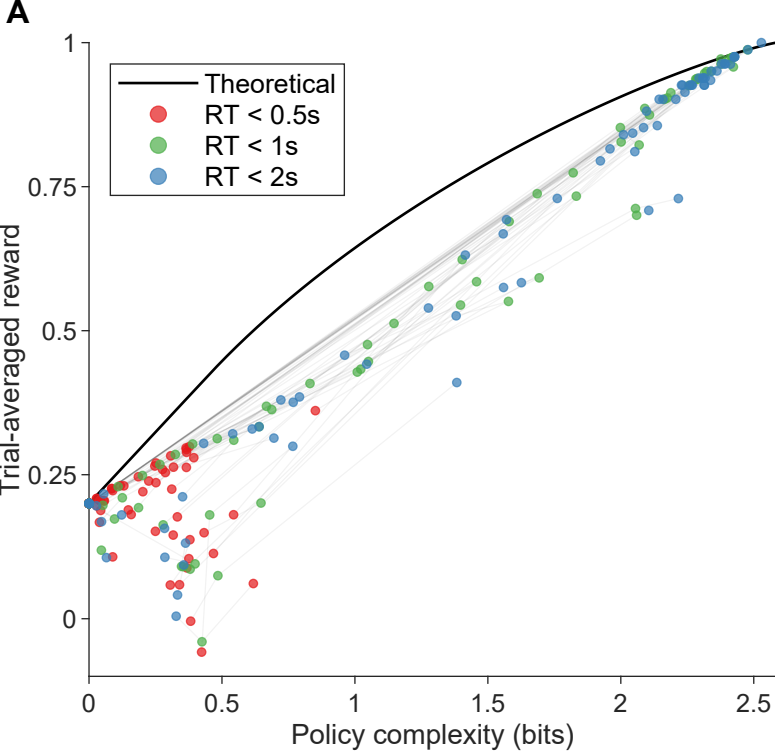 A
Theoretical
RT < 0.5s
RT < 1s
RT < 2s
1
0.75
0.5
0.25
0
Trial-averaged reward
0 0.5 1 1.5 2 2.5
Policy complexity (bits)